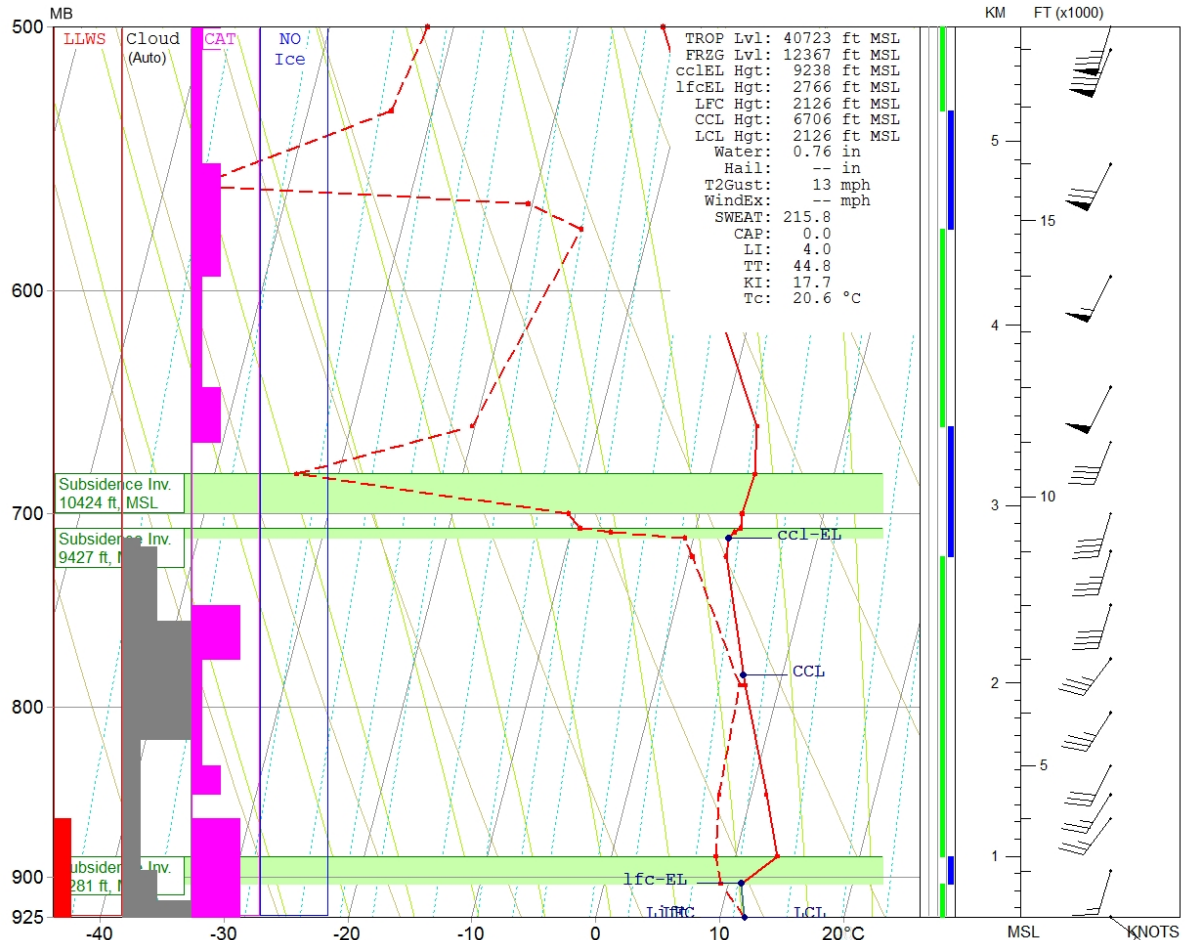 MB
KM
FT (x1000)
500
LLWS
Cloud
(Auto)
CAT
NO
Ice
TROP Lvl: 40723 ft MSL
FRZG Lvl: 12367 ft MSL
cclEL Hgt: 9238 ft MSL
lfcEL Hgt: 2766 ft MSL
LFC Hgt: 2126 ft MSL
CCL Hgt: 6706 ft MSL
LCL Hgt: 2126 ft MSL
Water: 0.76 in
Hail: -- in
T2Gust: 13 mph
WindEx: -- mph
SWEAT: 215.8
CAP: 0.0
LI: 4.0
TT: 44.8
KI: 17.7
Tc: 20.6 °C
5
15
600
4
Subsidence Inv.
10424 ft, MSL
10
3
700
Subsidence Inv.
9427 ft,
ccl-EL
CCL
2
800
5
1
ubsidence Inv.
281 ft,
900
lfc-EL
LCL
925
-40
-30
-20
-10
0
10
20°C
MSL
KNOTS